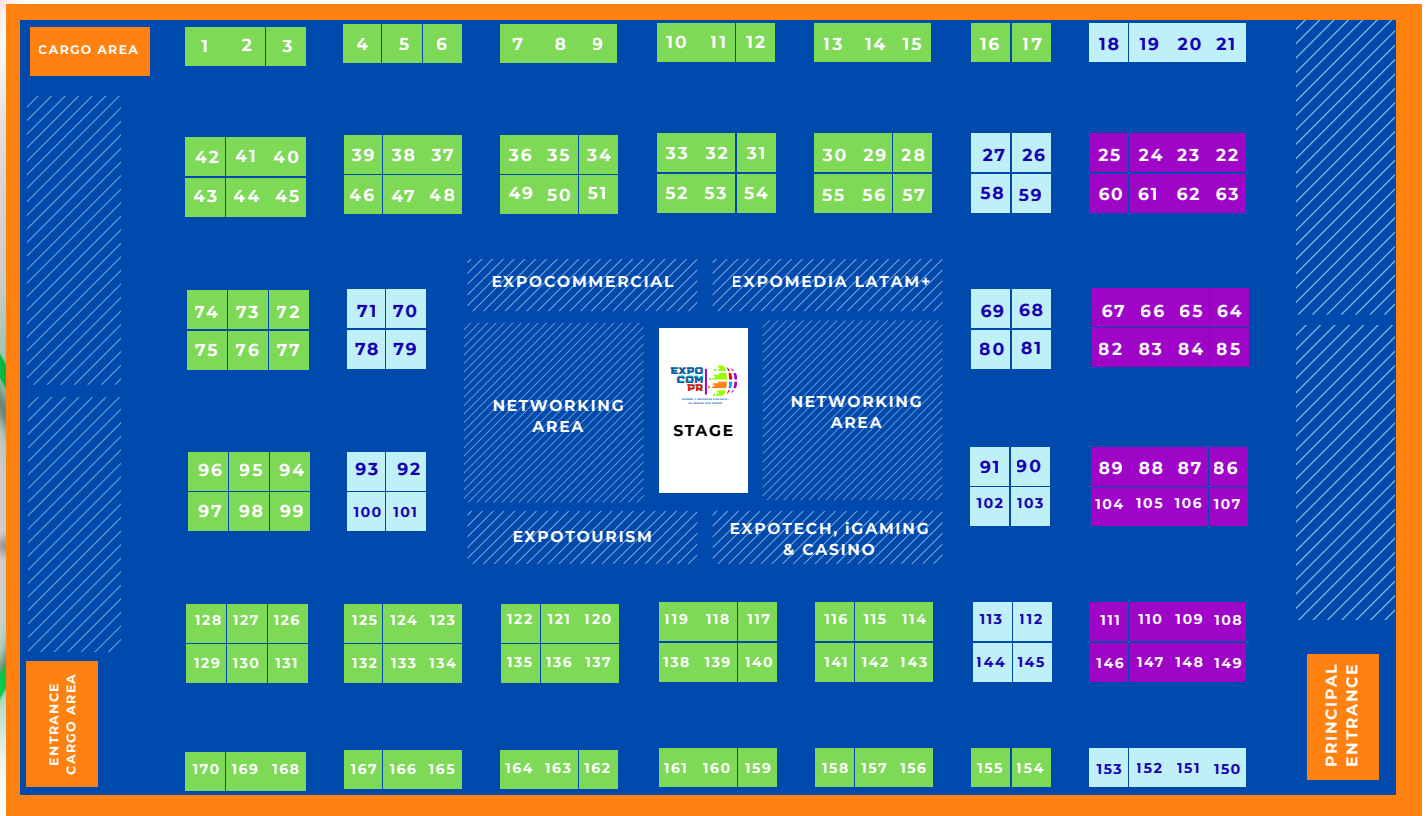 CARGO AREA
1 2 3 4 5 6 7 8 9 10 11 12 13 14 15 16 17 18 19 20 21
42 41 40 39 38 37 36 35 34 33 32 31 30 29 28 27 26 25 24 23 22
43 44 45 46 47 48 49 50 51 52 53 54 55 56 57 58 59 60 61 62 63
EXPOCOMMERCIAL EXPOMEDIA LATAM+
74 73 72 71 70 69 68 67 66 65 64
75 76 77 78 79 80 81 82 83 84 85
EXPO
COM
PR
STAGE
NETWORKING
AREA
NETWORKING
AREA
96 95 94 93 92 91 90 89 88 87 86
97 98 99 100 101 102 103 104 105 106 107
EXPOTOURISM
EXPOTECH, iGAMING
& CASINO
128 127 126 125 124 123 122 121 120 119 118 117 116 115 114 113 112 111 110 109 108
129 130 131 132 133 134 135 136 137 138 139 140 141 142 143 144 145 146 147 148 149
ENTRANCE
CARGO AREA
PRINCIPAL
ENTRANCE
170 169 168 167 166 165 164 163 162 161 160 159 158 157 156 155 154 153 152 151 150